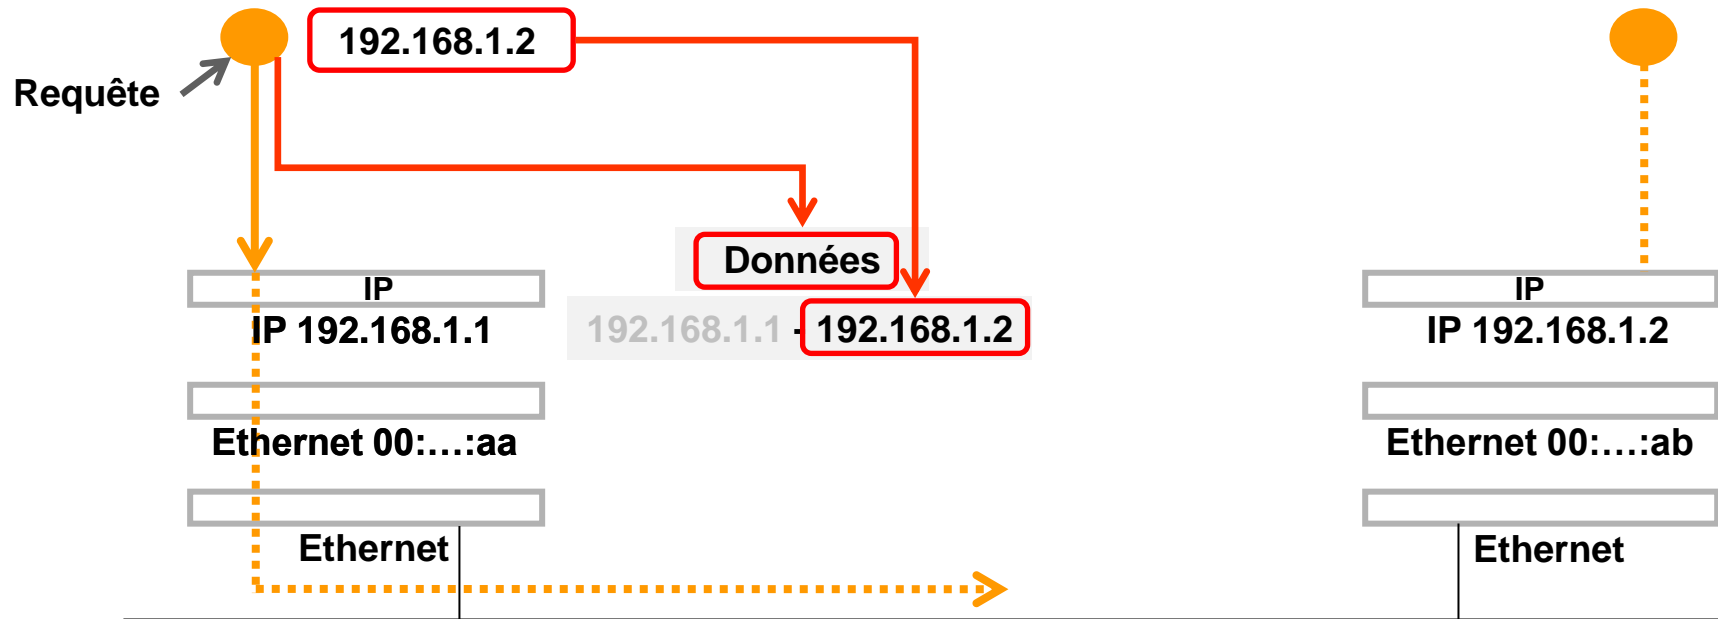 192.168.1.2
Requête
Données
IP
IP 192.168.1.1
192.168.1.1 - 192.168.1.2
IP
IP 192.168.1.2
Ethernet 00:...:aa
Ethernet 00:...:ab
Ethernet
Ethernet